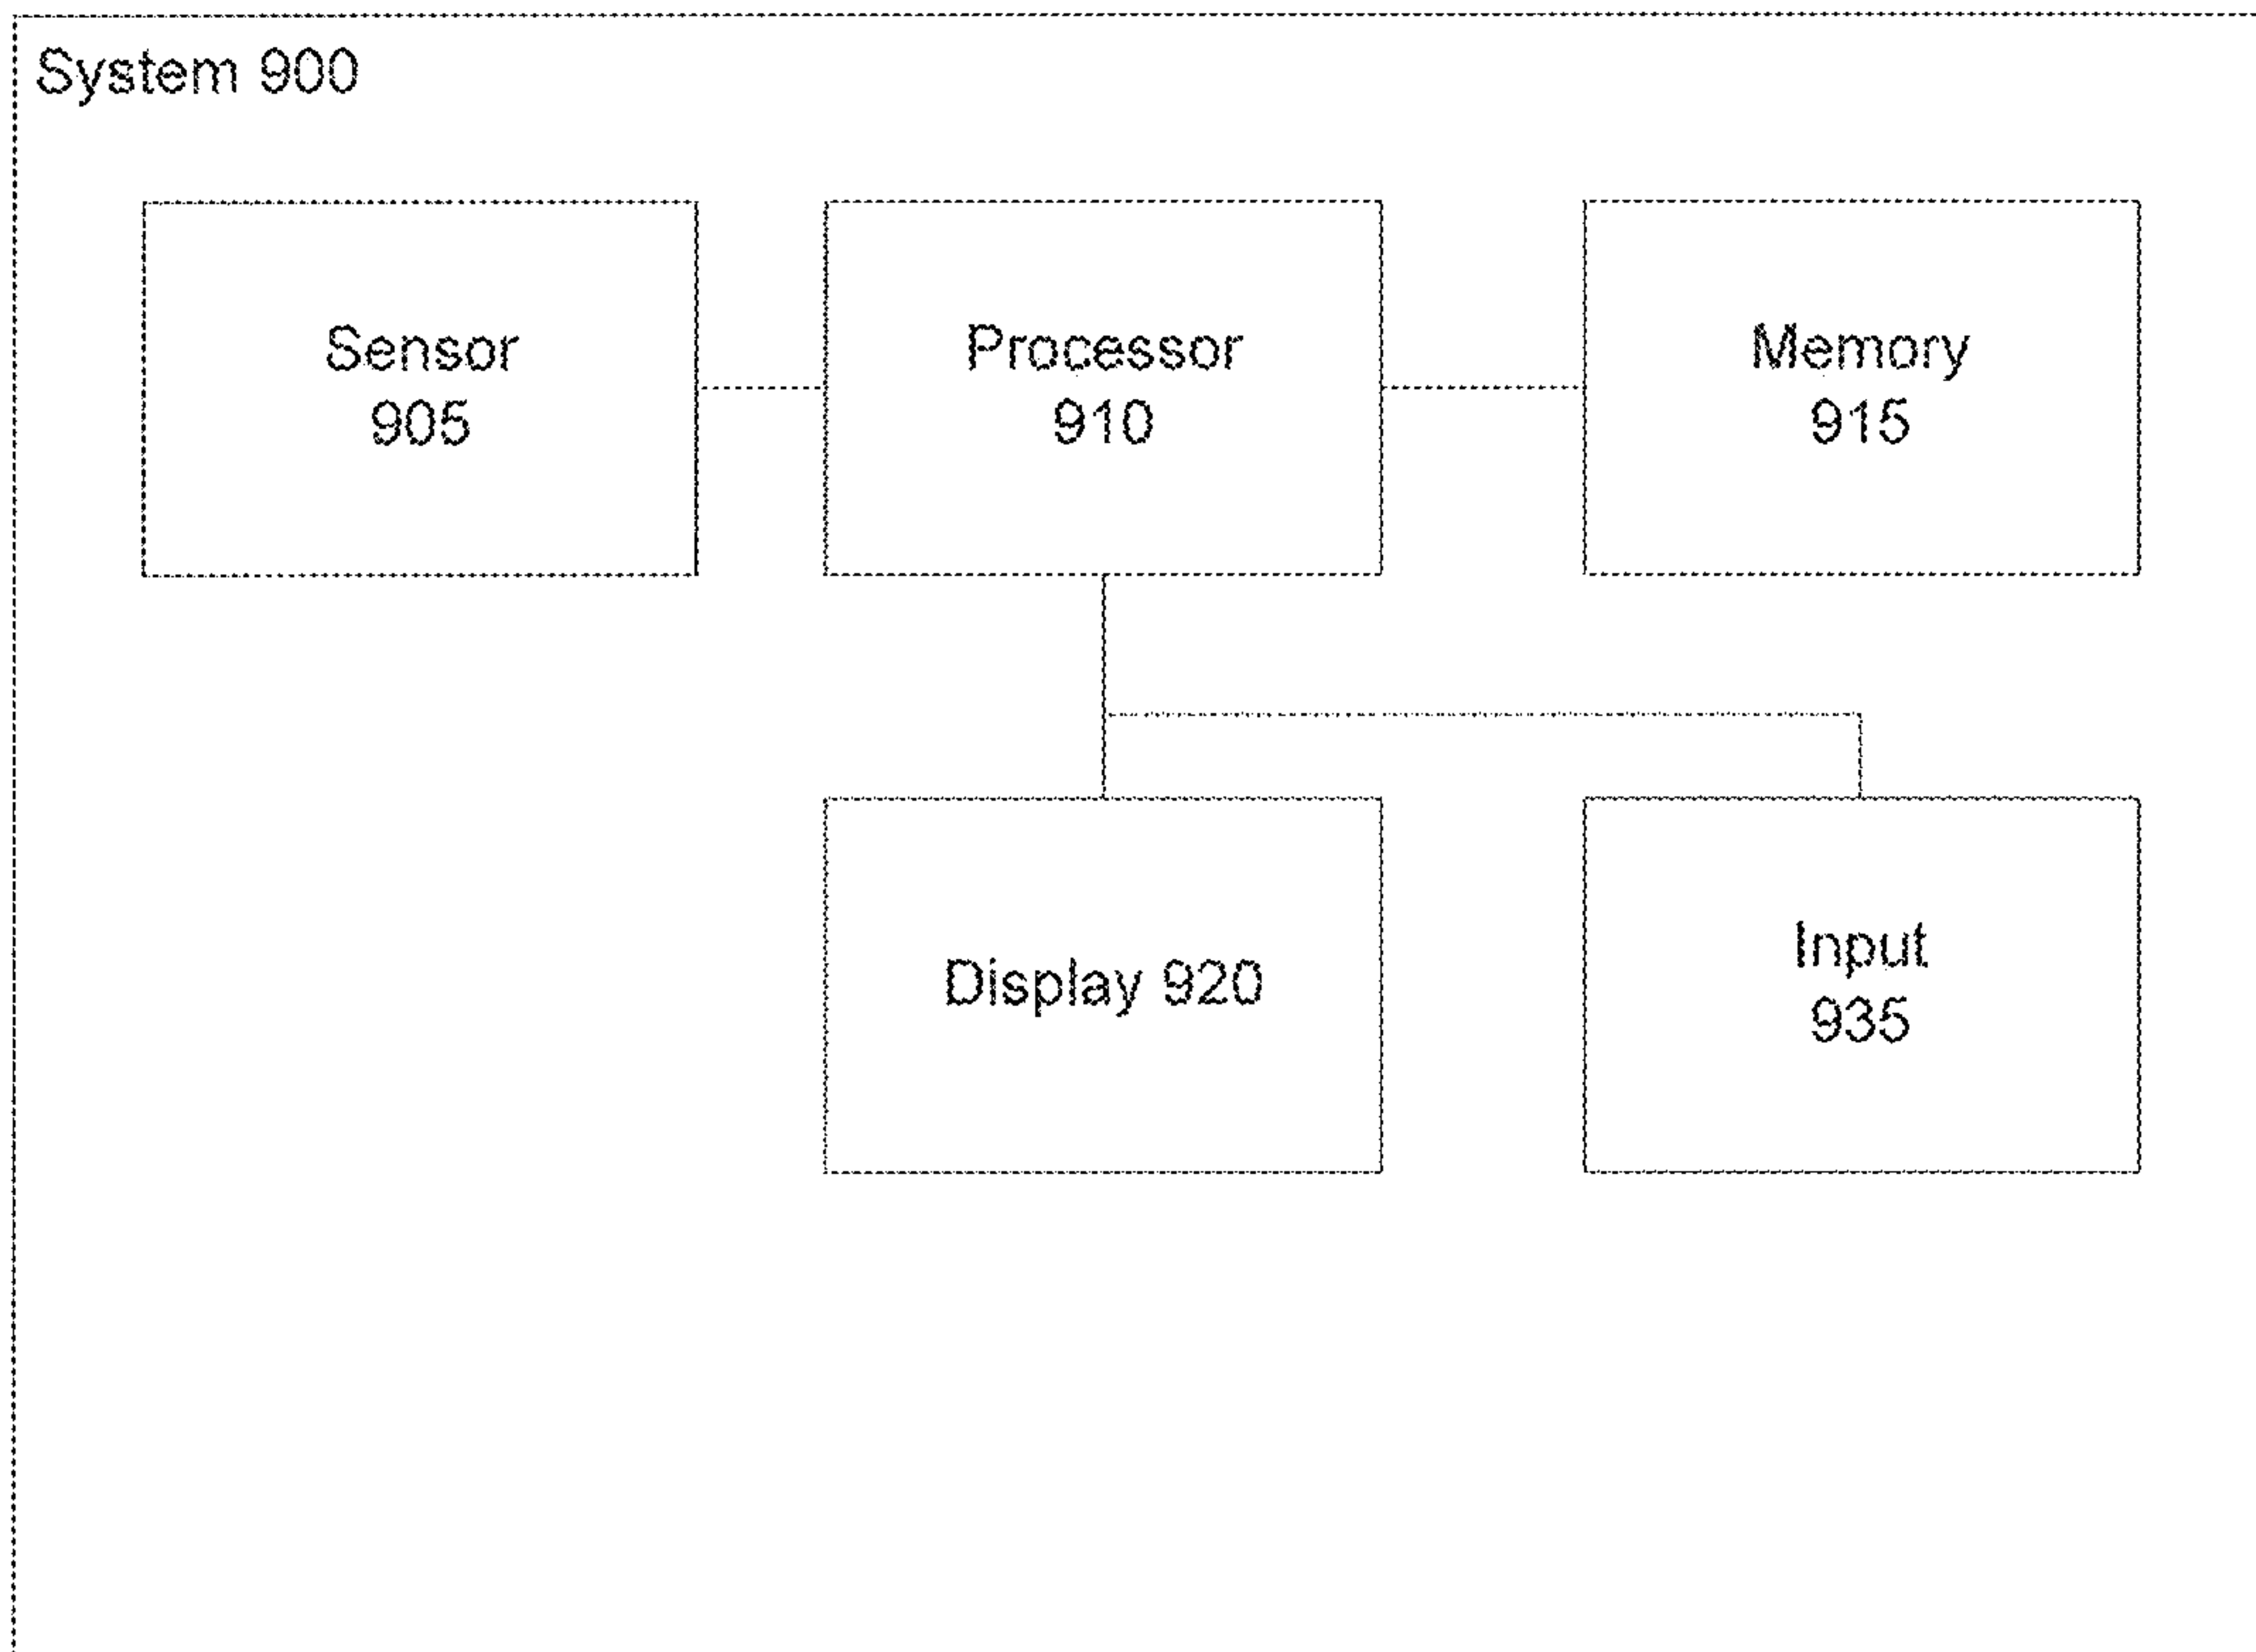 System 900
Sensor
905
Processor
910
Memory
915
Display 920
Input
935